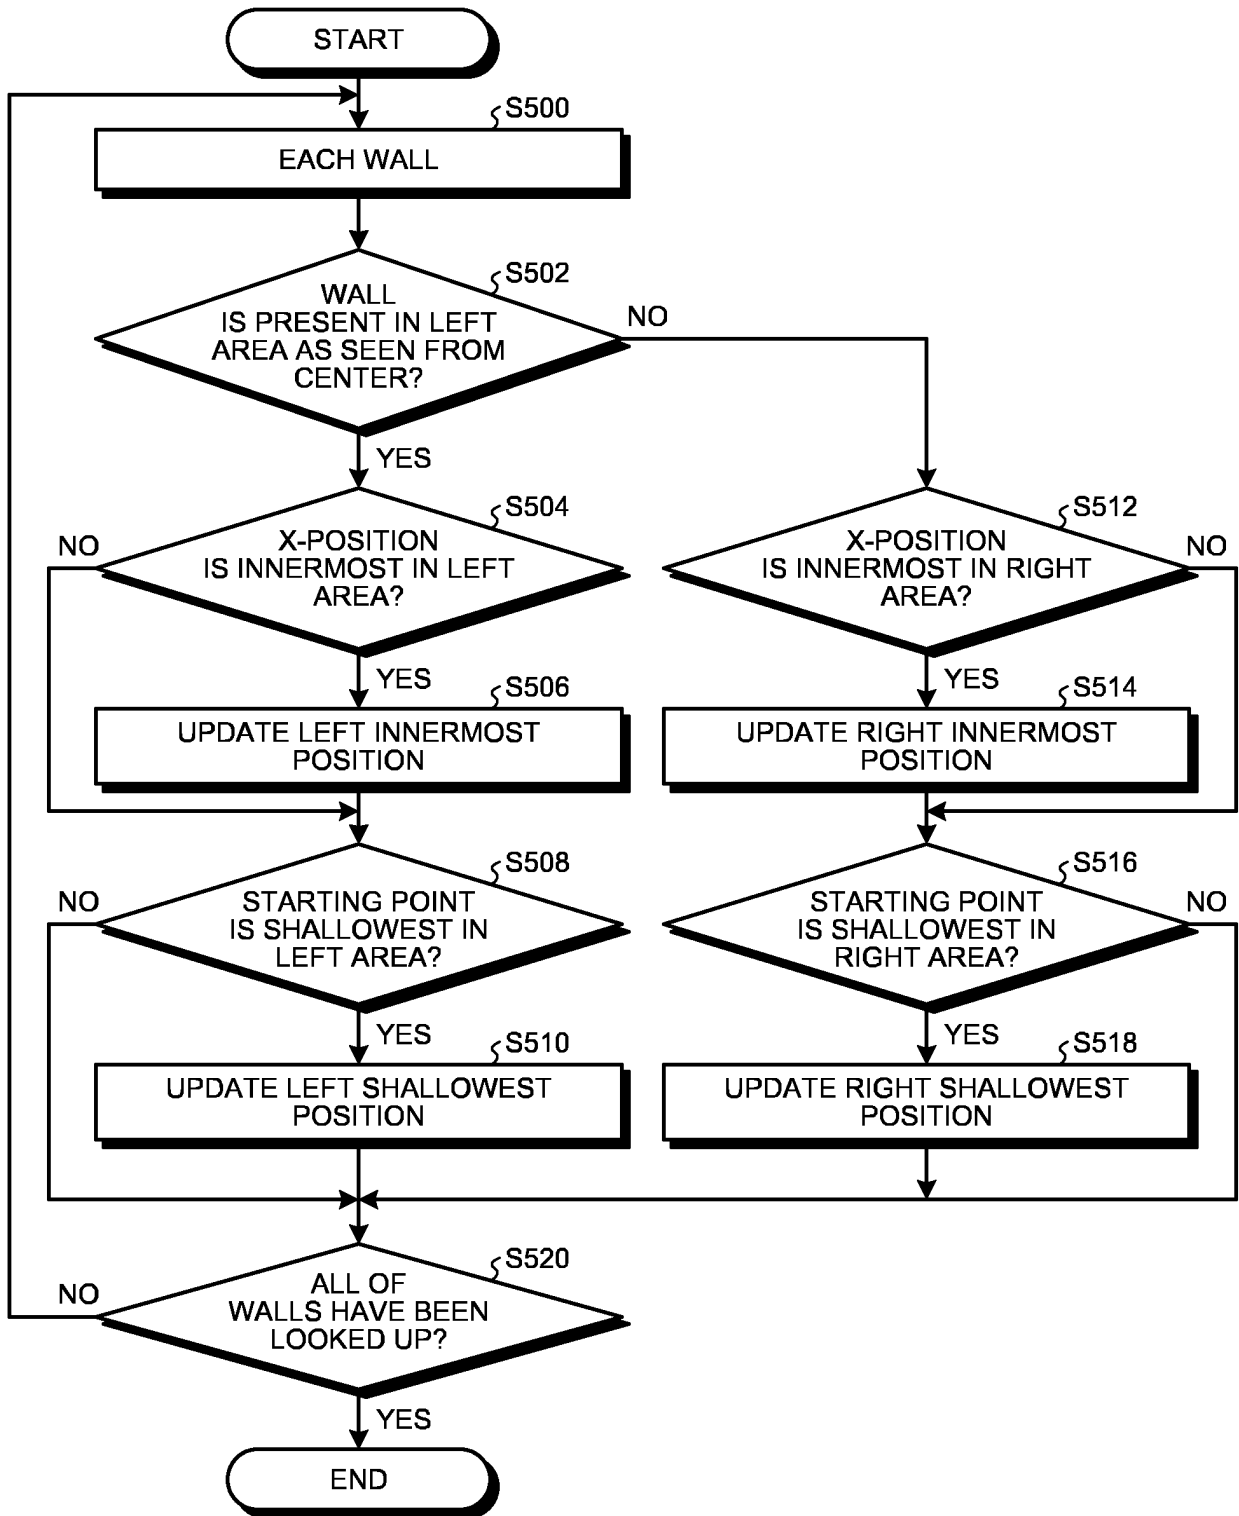 START
S500
EACH WALL
S502
WALL
IS PRESENT IN LEFT
AREA AS SEEN FROM
CENTER?
NO
YES
S504
X-POSITION
IS INNERMOST IN LEFT
AREA?
NO
YES
S506
UPDATE LEFT INNERMOST
POSITION
S508
STARTING POINT
IS SHALLOWEST IN
LEFT AREA?
NO
YES
S510
UPDATE LEFT SHALLOWEST
POSITION
S512
X-POSITION
IS INNERMOST IN RIGHT
AREA?
NO
YES
S514
UPDATE RIGHT INNERMOST
POSITION
S516
STARTING POINT
IS SHALLOWEST IN
RIGHT AREA?
NO
YES
S518
UPDATE RIGHT SHALLOWEST
POSITION
S520
ALL OF
WALLS HAVE BEEN
LOOKED UP?
NO
YES
END